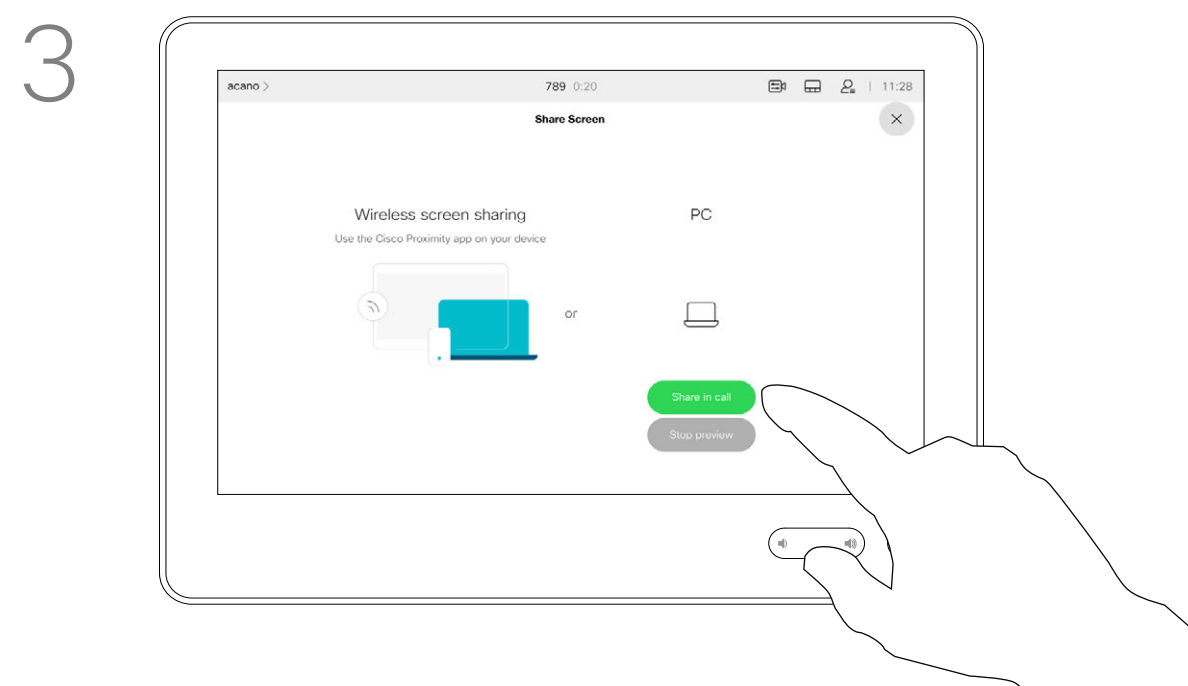 3
acano > 789 0:20 | 11:28
Share Screen
Wireless screen sharing PC
Use the Cisco Proximity app on your device
or
Share in call
Stop preview